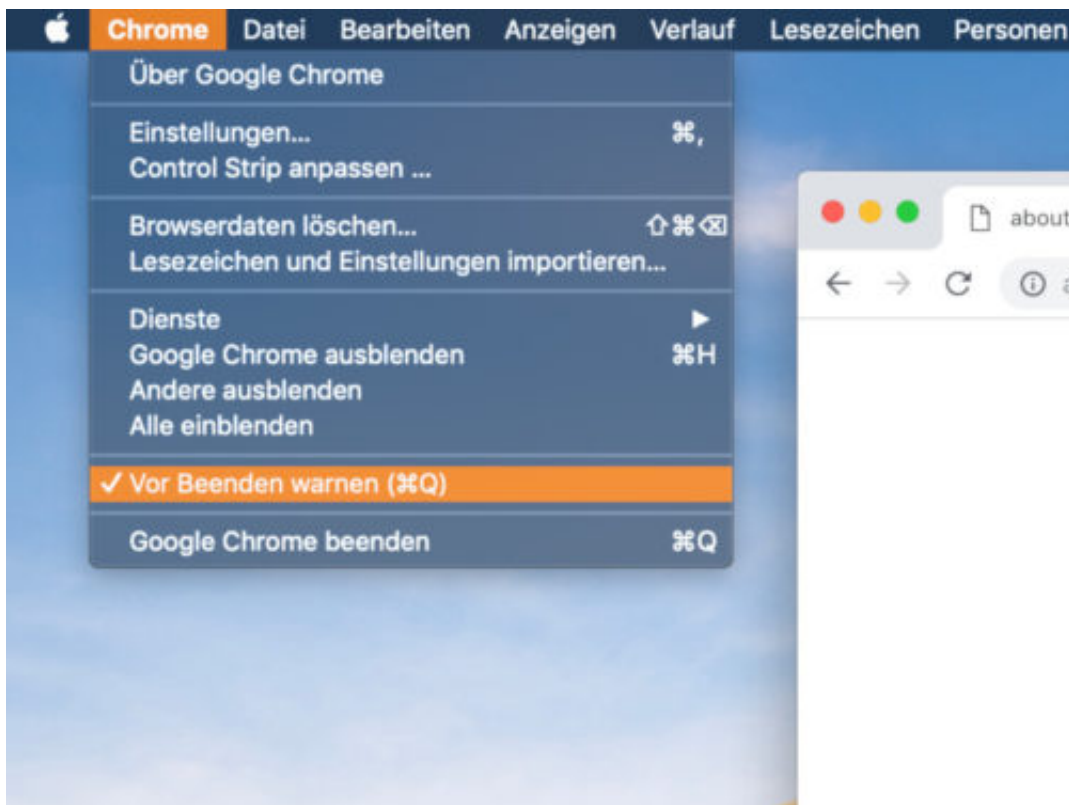 Chrome Datei Bearbeiten Anzeigen Verlauf Lesezeichen Personen
Über Google Chrome
Einstellungen... ⌘,
Control Strip anpassen ...
Browserdaten löschen... ⇧⌘⌫
Lesezeichen und Einstellungen importieren...
Dienste ▶
Google Chrome ausblenden ⌘H
Andere ausblenden
Alle einblenden
✓ Vor Beenden warnen (⌘Q)
Google Chrome beenden ⌘Q
about